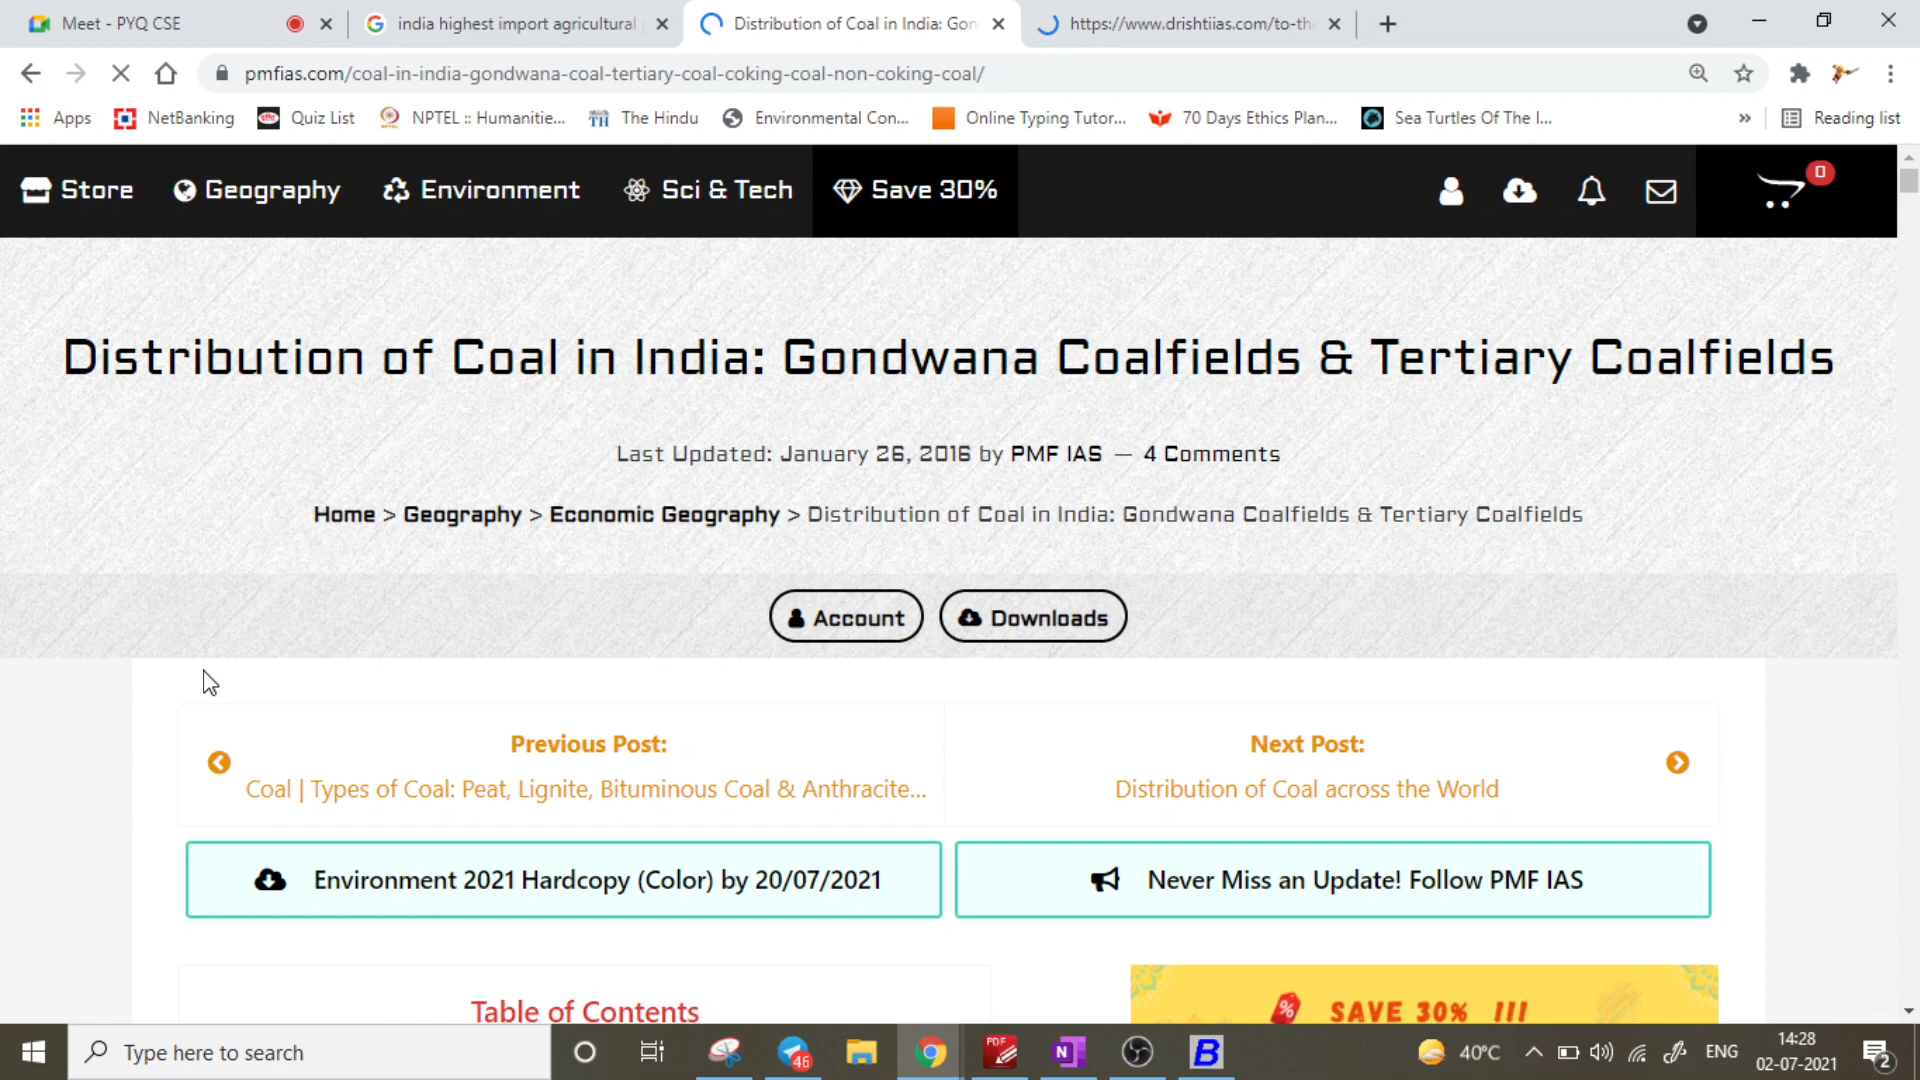 Meet - PYQ CSE
india highest import agricultural
Distribution of Coal in India: Gon
https://www.drishtiias.com/to-the
pmfias.com/coal-in-india-gondwana-coal-tertiary-coal-coking-coal-non-coking-coal/
Apps
NetBanking
Quiz List
NPTEL :: Humanitie...
The Hindu
Environmental Con...
Online Typing Tutor...
70 Days Ethics Plan...
Sea Turtles Of The I...
»
Reading list
Store
Geography
Environment
Sci & Tech
Save 30%
0
Distribution of Coal in India: Gondwana Coalfields & Tertiary Coalfields
Last Updated: January 26, 2016 by PMF IAS — 4 Comments
Home > Geography > Economic Geography > Distribution of Coal in India: Gondwana Coalfields & Tertiary Coalfields
Account
Downloads
Previous Post:
Coal | Types of Coal: Peat, Lignite, Bituminous Coal & Anthracite...
Next Post:
Distribution of Coal across the World
Environment 2021 Hardcopy (Color) by 20/07/2021
Never Miss an Update! Follow PMF IAS
Table of Contents
% SAVE 30% !!!
Type here to search
46
PDF
N
B
40°C
ENG
14:28
02-07-2021
2